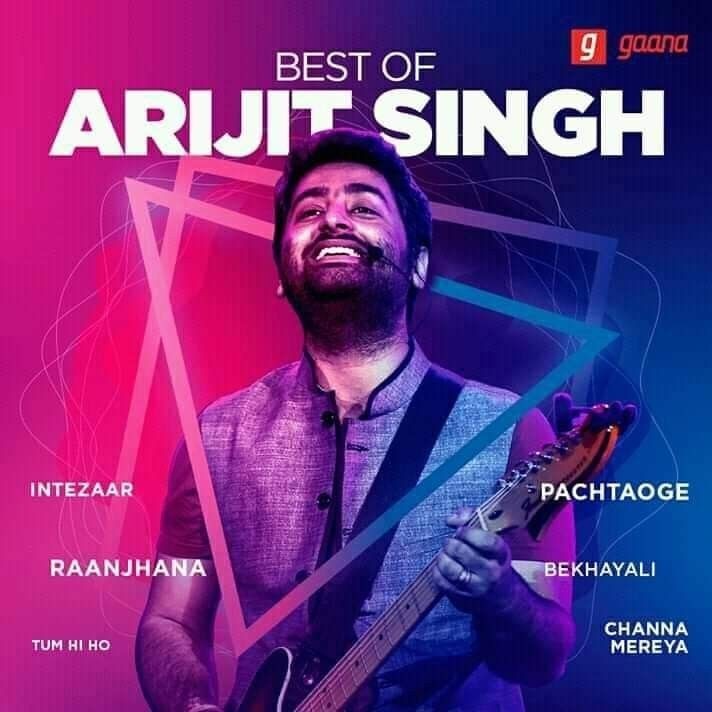 g gaana
BEST OF
ARIJIT SINGH
INTEZAAR
PACHTAOGE
RAANJHANA
BEKHAYALI
TUM HI HO
CHANNA
MEREYA